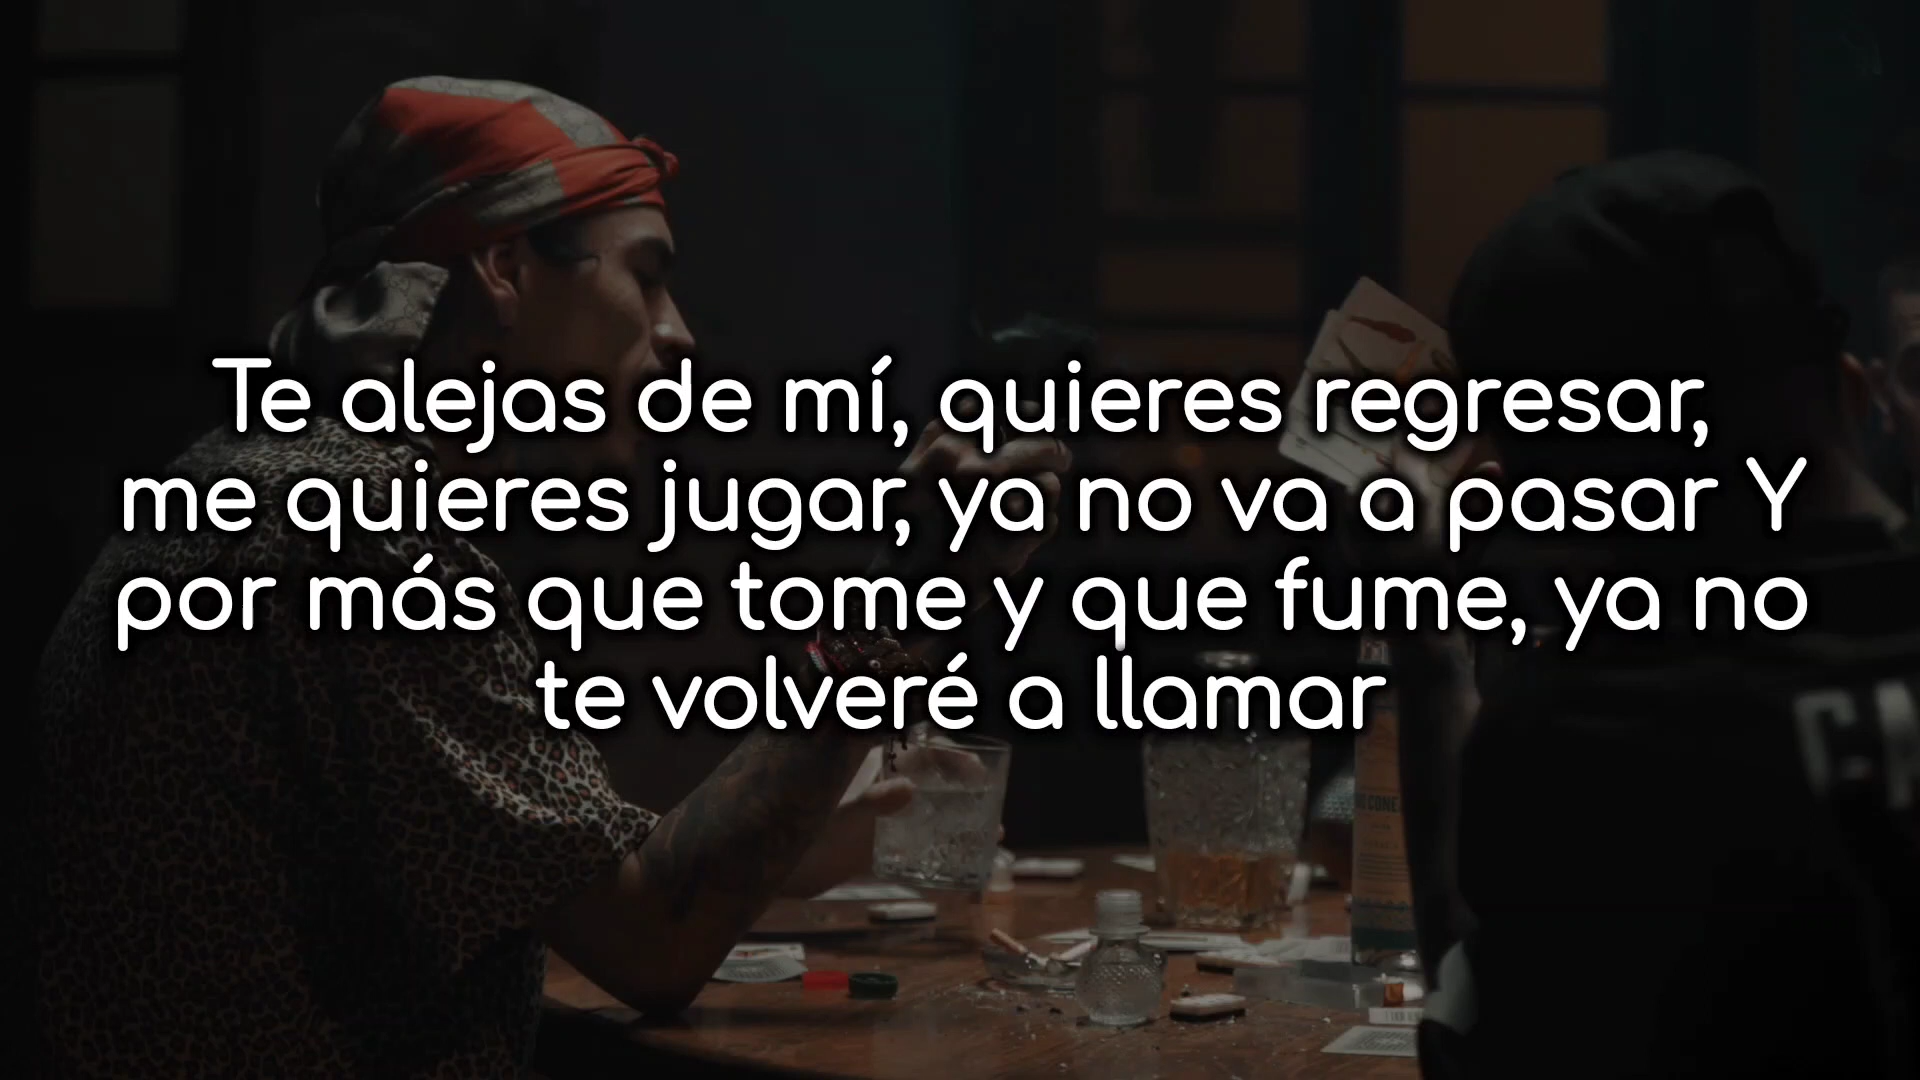 Te alejas de mí, quieres regresar,
me quieres jugar, ya no va a pasar Y
por más que tome y que fume, ya no
te volveré a llamar